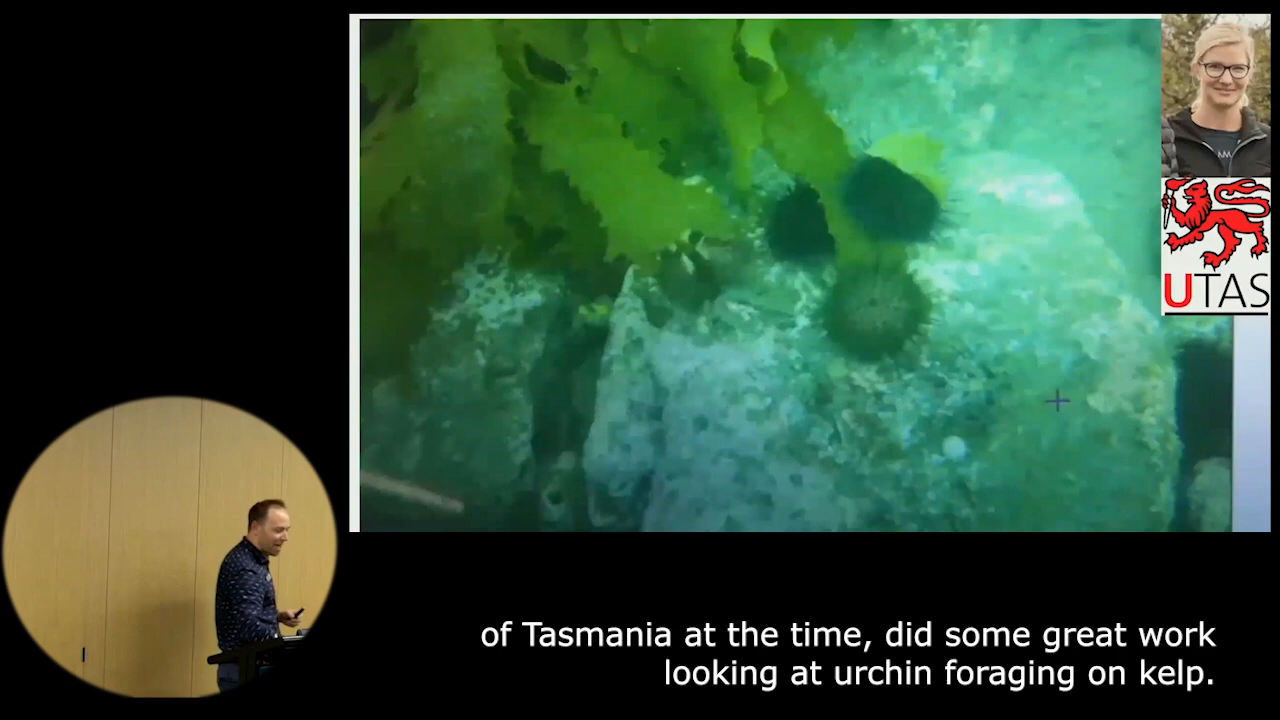 UTAS
of Tasmania at the time, did some great work
looking at urchin foraging on kelp.